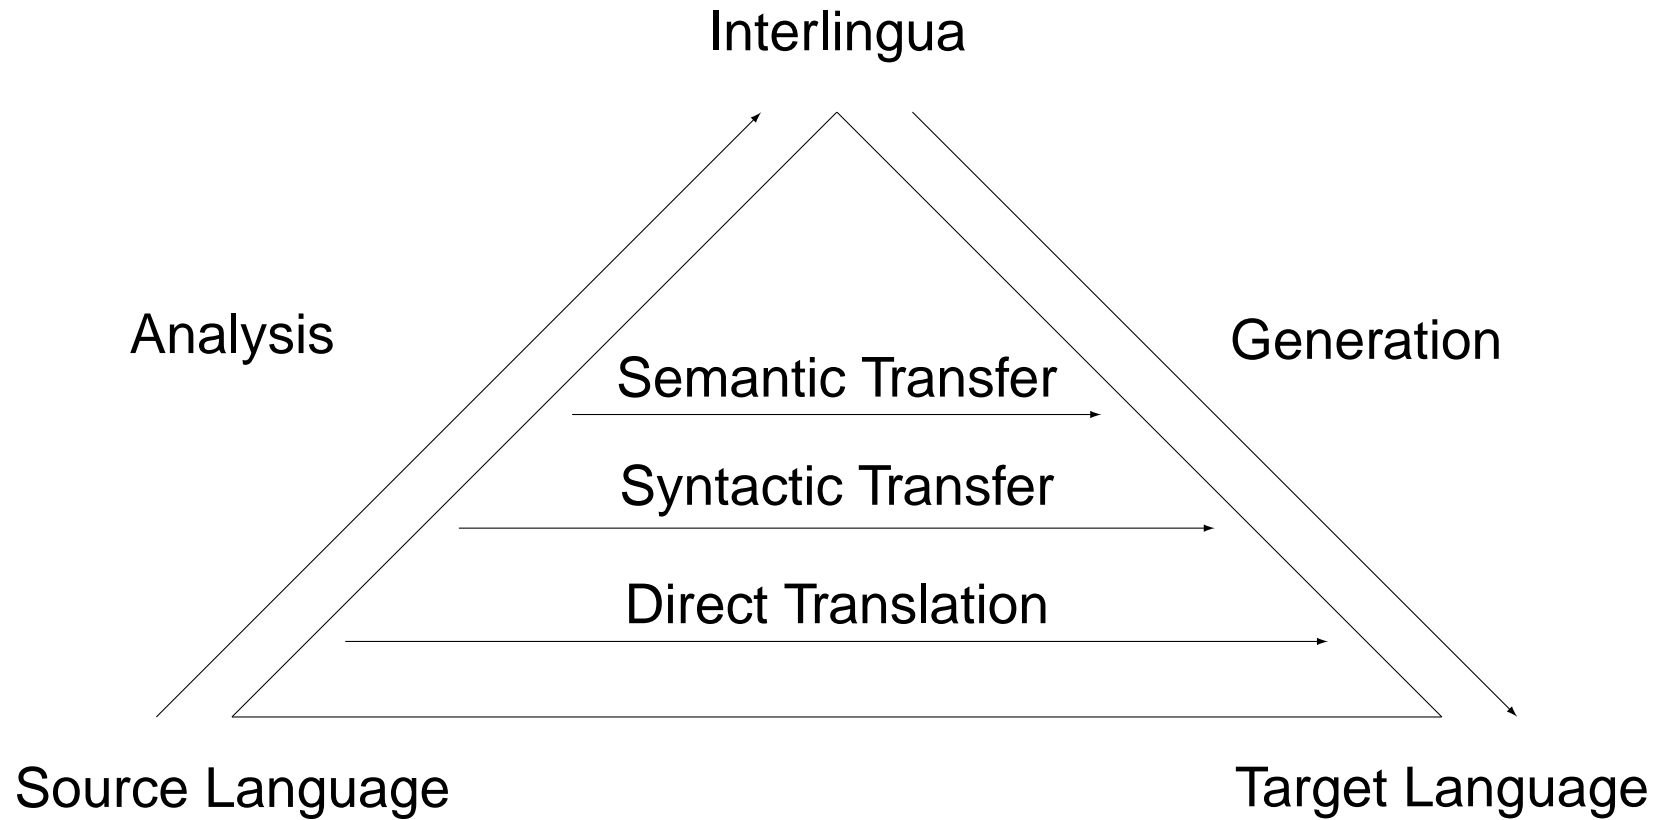 Interlingua
Analysis
Generation
Semantic Transfer
Syntactic Transfer
Direct Translation
Source Language
Target Language